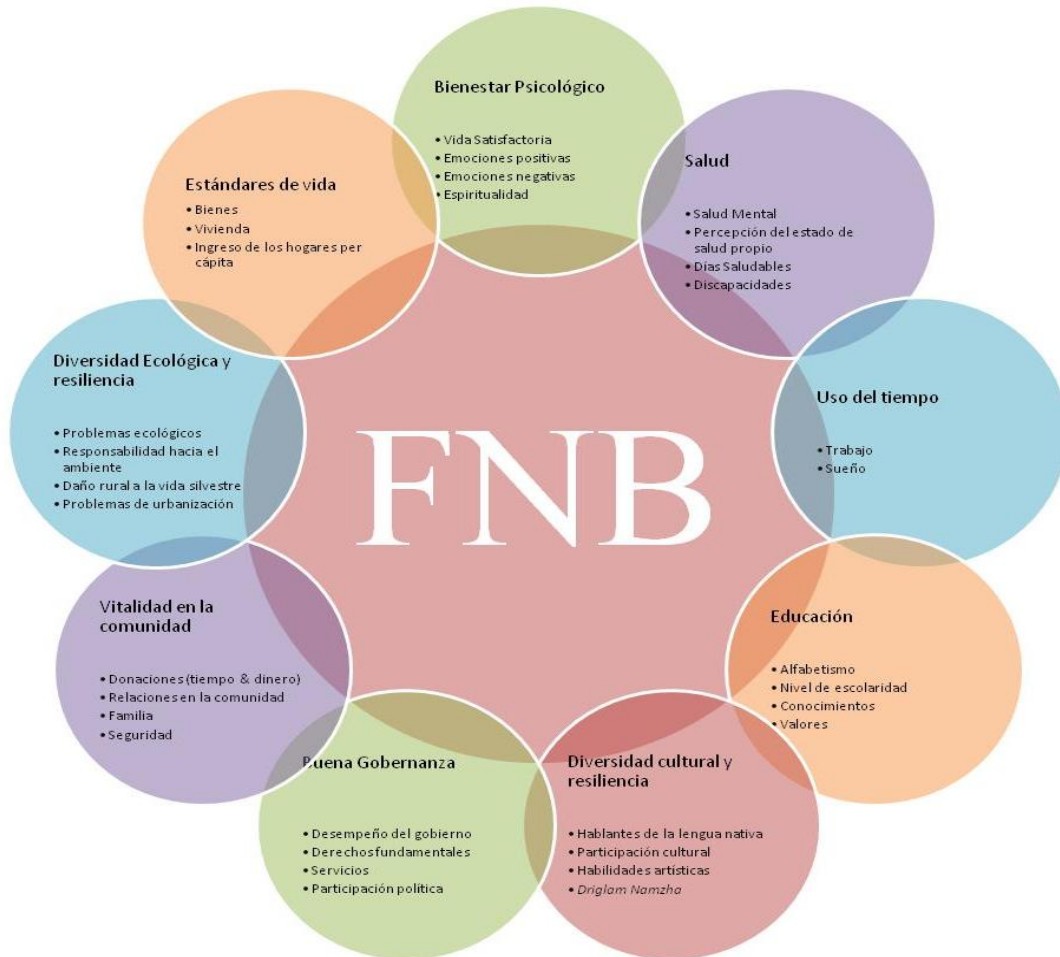 Bienestar Psicológico
• Vida Satisfactoria
• Emociones positivas
• Emociones negativas
• Espiritualidad
Salud
• Salud Mental
• Percepción del estado de
salud propio
• Días Saludables
• Discapacidades
Uso del tiempo
• Trabajo
• Sueño
Educación
• Alfabetismo
• Nivel de escolaridad
• Conocimientos
• Valores
Diversidad cultural y
resiliencia
• Hablantes de la lengua nativa
• Participación cultural
• Habilidades artísticas
• Driglam Namzha
Buena Gobernanza
• Desempeño del gobierno
• Derechos fundamentales
• Servicios
• Participación política
Vitalidad en la
comunidad
• Donaciones (tiempo & dinero)
• Relaciones en la comunidad
• Familia
• Seguridad
Diversidad Ecológica y
resiliencia
• Problemas ecológicos
• Responsabilidad hacia el
ambiente
• Daño rural a la vida silvestre
• Problemas de urbanización
Estándares de vida
• Bienes
• Vivienda
• Ingreso de los hogares per
cápita
FNB